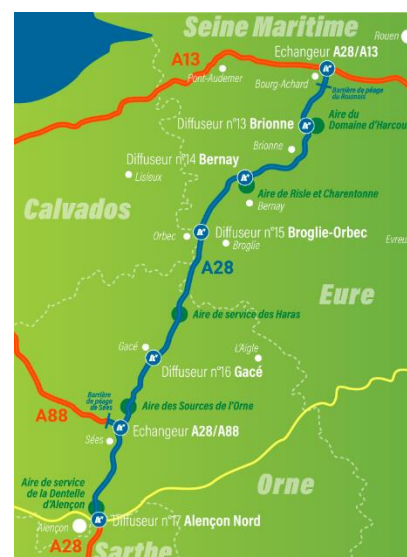 Seine Maritime
Rouen
Echangeur A28/A13
A13
Pont-Audemer
Bourg-Achard
Barrière de péage
du Roumois
Aire du
Domaine d'Harcou
Diffuseur n°13 Brionne
Brionne
Diffuseur n°14 Bernay
Lisieux
Aire de Risle et Charentonne
Calvados
Bernay
Orbec
Diffuseur n°15 Broglie-Orbec
Broglie
Evreu
A28
Eure
Aire de service des Haras
Gacé
L'Aigle
Diffuseur n°16 Gacé
Barrière
de péage
de Sées
A88
Aire des Sources de l'Orne
Echangeur A28/A88
Sées
Aire de service
de la Dentelle
d'Alençon
Orne
Alençon
Diffuseur n°17 Alençon Nord
A28
Sarthe